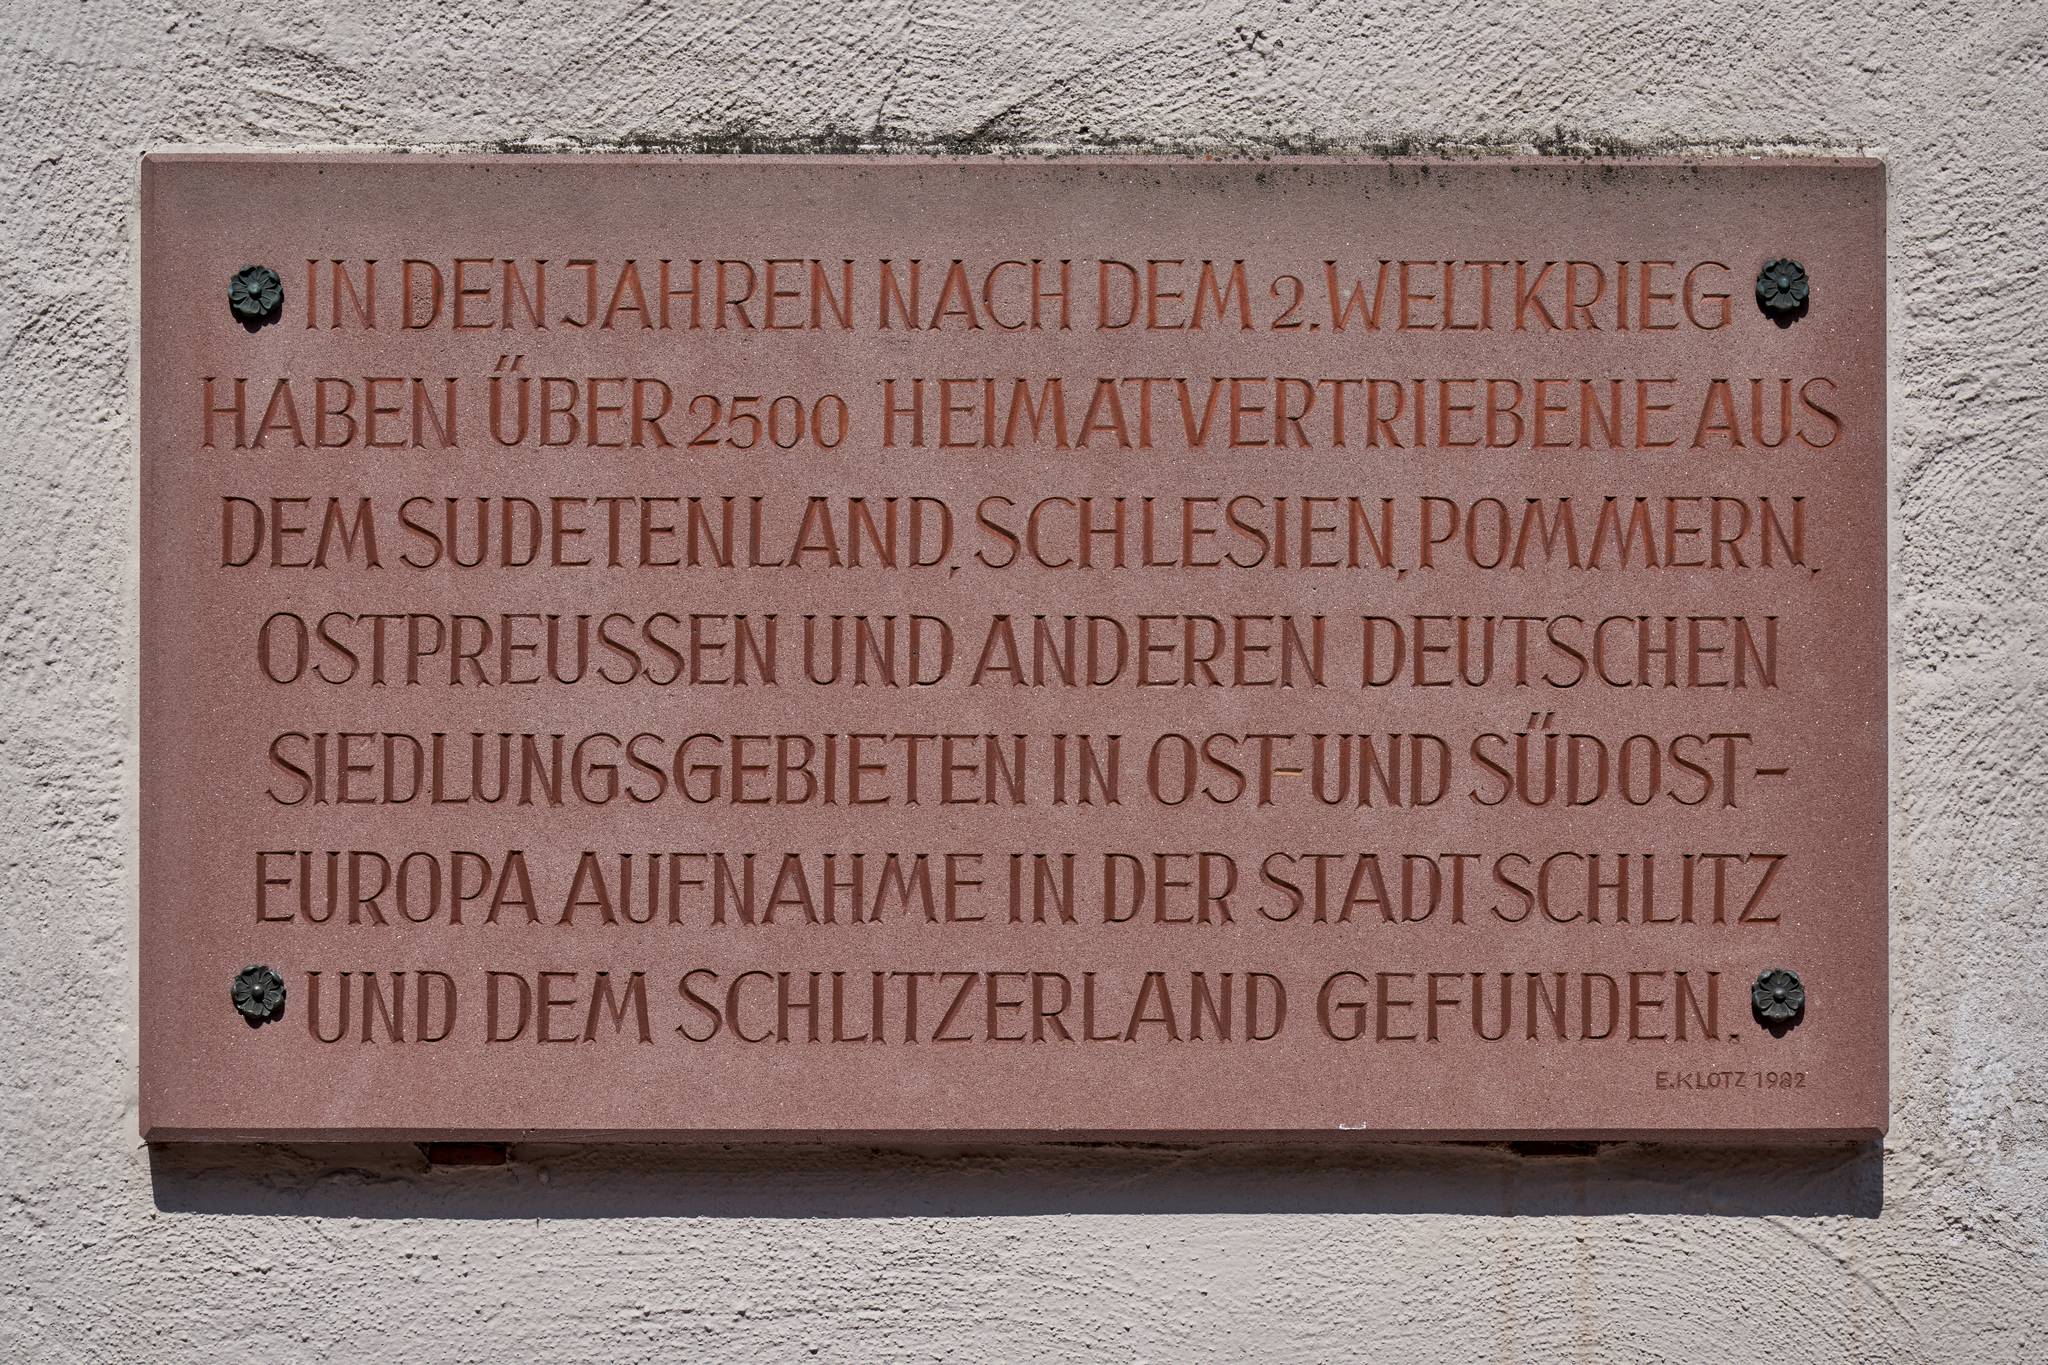 IN DEN JAHREN NACH DEM 2. WELTKRIEG
HABEN ÜBER 2500 HEIMATVERTRIEBENE AUS
DEM SUDETENLAND, SCHLESIEN, POMMERN,
OSTPREUSSEN UND ANDEREN DEUTSCHEN
SIEDLUNGSGEBIETEN IN OST-UND SÜDOST-
EUROPA AUFNAHME IN DER STADT SCHLITZ
UND DEM SCHLITZERLAND GEFUNDEN.
E.KLOTZ 1982